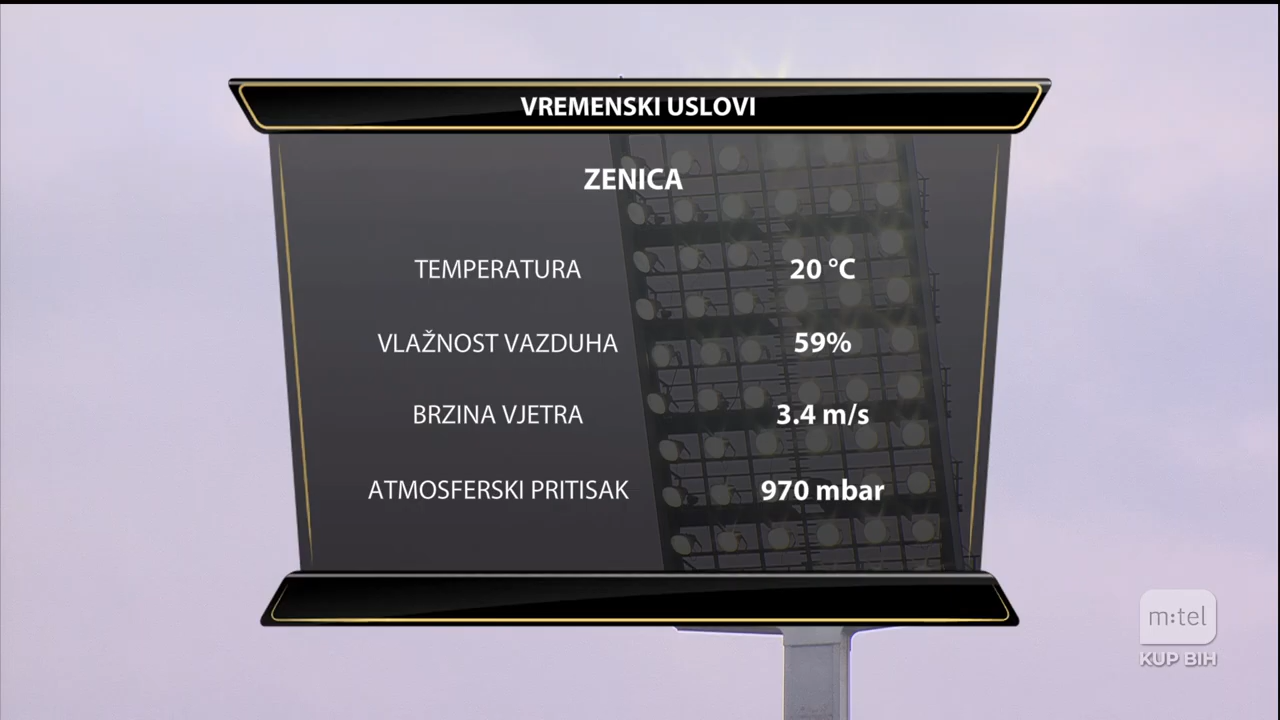 VREMENSKI USLOVI
ZENICA
TEMPERATURA 20 °C
VLAŽNOST VAZDUHA 59%
BRZINA VJETRA 3.4 m/s
ATMOSFERSKI PRITISAK 970 mbar
m:tel
KUP BIH